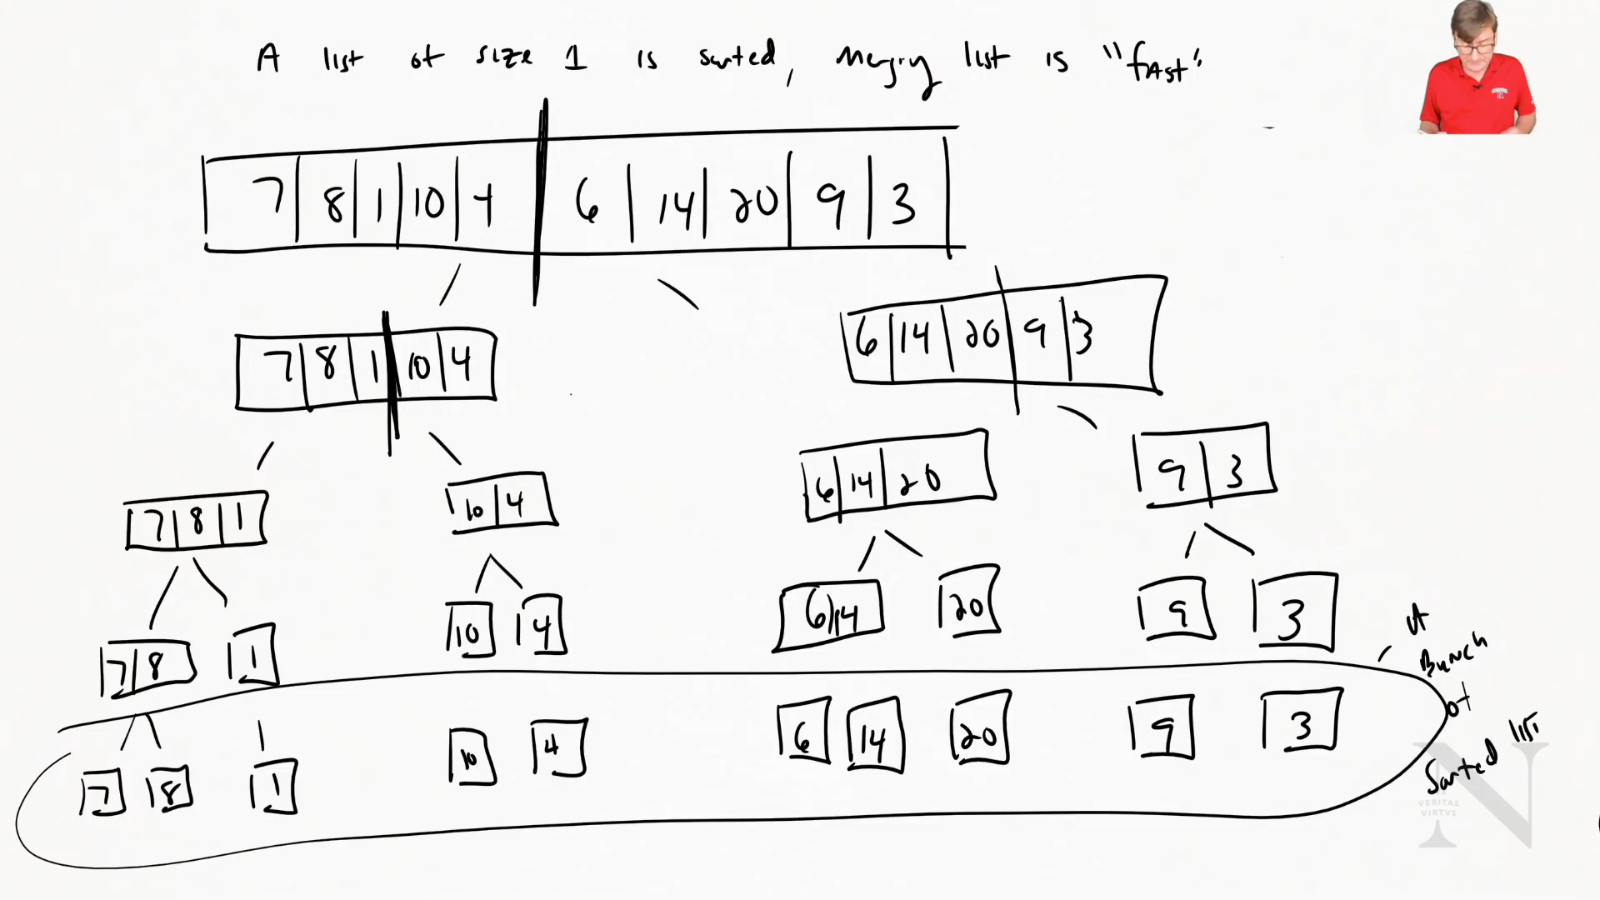 A list of size 1 is sorted, Merging list is "fAst"
7 8 1 10 4 6 14 20 9 3
7 8 1 10 4
6 14 20 9 3
7 8 1
10 4
6 14 20
9 3
7 8
1
10
4
6 14
20
9
3
7
8
1
10
4
6
14
20
9
3
A
Bunch
of
Sorted list
VERITAS
VIRTVS
N